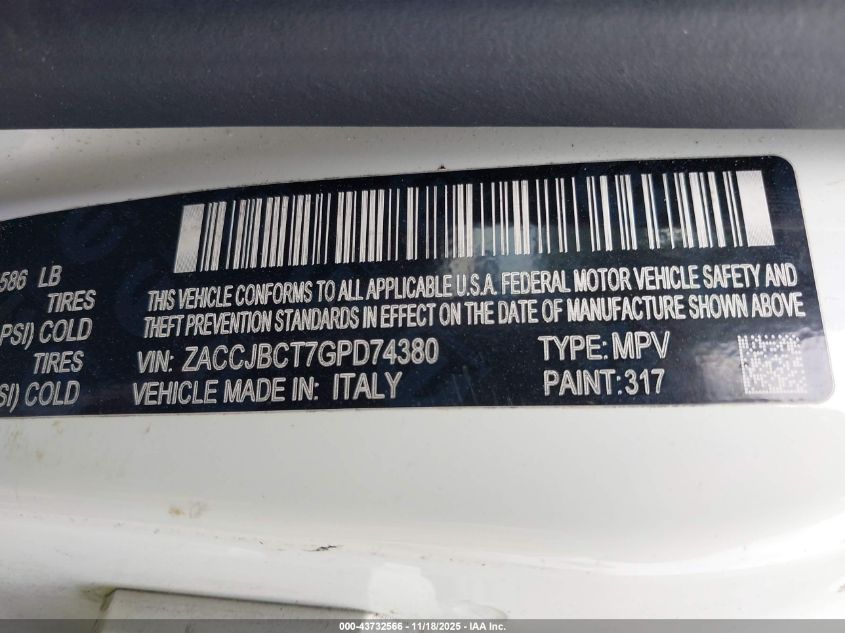 586 LB
TIRES
PSI) COLD
TIRES
SI) COLD
THIS VEHICLE CONFORMS TO ALL APPLICABLE U.S.A. FEDERAL MOTOR VEHICLE SAFETY AND
THEFT PREVENTION STANDARDS IN EFFECT ON THE DATE OF MANUFACTURE SHOWN ABOVE
VIN: ZACCJBCT7GPD74380 TYPE: MPV
VEHICLE MADE IN: ITALY PAINT: 317
000-43732566 - 11/18/2025 - IAA Inc.